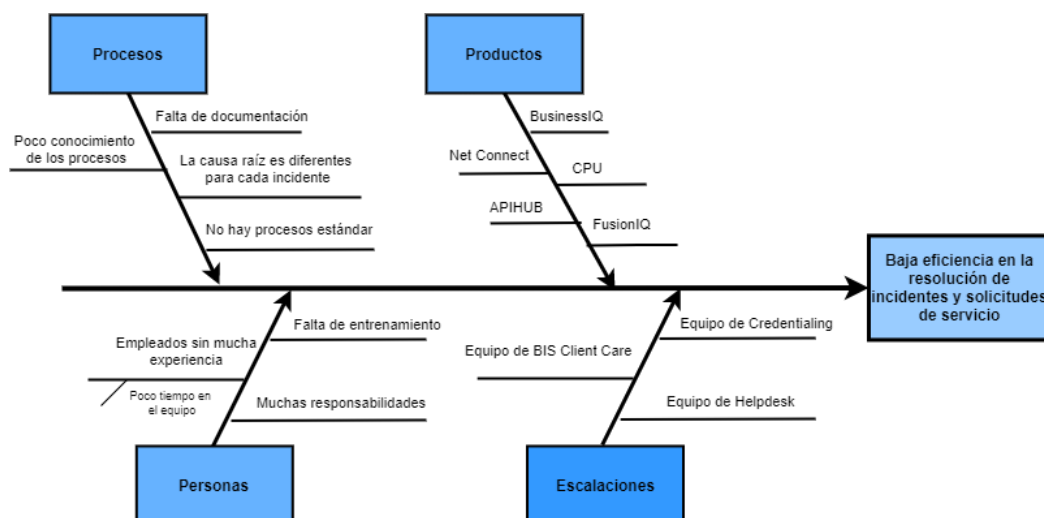 Procesos
Productos
Falta de documentación
BusinessIQ
Poco conocimiento
de los procesos
Net Connect
La causa raíz es diferentes
para cada incidente
CPU
APIHUB
No hay procesos estándar
FusionIQ
Baja eficiencia en la
resolución de
incidentes y solicitudes
de servicio
Falta de entrenamiento
Equipo de Credentialing
Empleados sin mucha
experiencia
Equipo de BIS Client Care
Poco tiempo en
el equipo
Muchas responsabilidades
Equipo de Helpdesk
Personas
Escalaciones